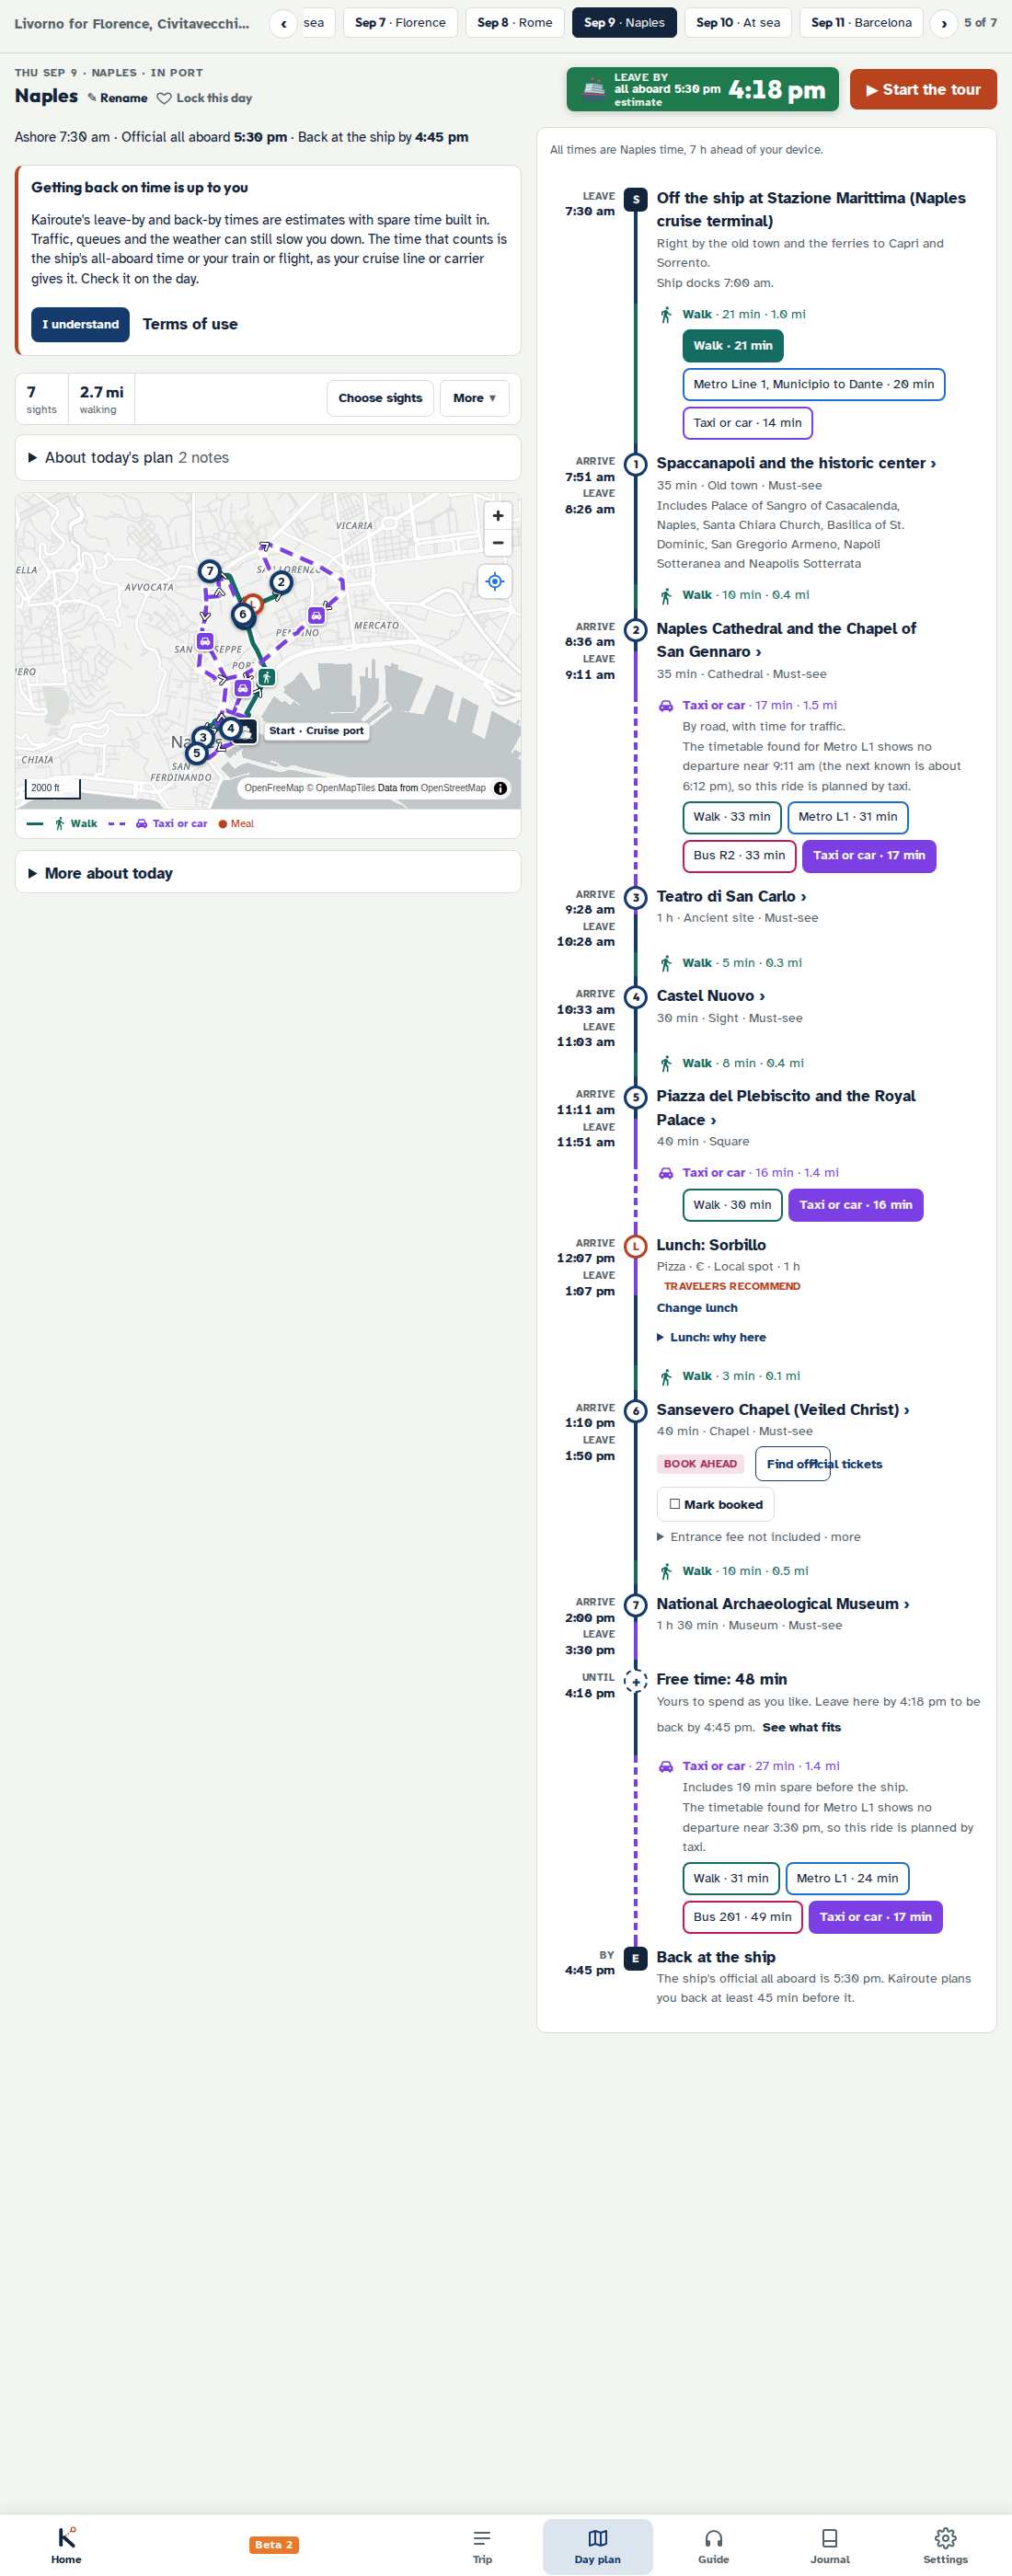 Livorno for Florence, Civitavecchi...
‹
sea
Sep 7 · Florence
Sep 8 · Rome
Sep 9 · Naples
Sep 10 · At sea
Sep 11 · Barcelona
›
5 of 7
THU SEP 9 · NAPLES · IN PORT
Naples ✎ Rename ♡ Lock this day
LEAVE BY
all aboard 5:30 pm
estimate
4:18 pm
▶ Start the tour
Ashore 7:30 am · Official all aboard 5:30 pm · Back at the ship by 4:45 pm
Getting back on time is up to you
Kairoute's leave-by and back-by times are estimates with spare time built in.
Traffic, queues and the weather can still slow you down. The time that counts is
the ship's all-aboard time or your train or flight, as your cruise line or carrier
gives it. Check it on the day.
I understand
Terms of use
7
sights
2.7 mi
walking
Choose sights
More ▼
▶ About today's plan 2 notes
VICARIA
ELLA
AVVOCATA
SAN LORENZO
7
2
6
PENDINO
MERCATO
SAN GIUSEPPE
IERO
PORTO
Start · Cruise port
3
4
5
CHIAIA
SAN
FERDINANDO
2000 ft
OpenFreeMap © OpenMapTiles Data from OpenStreetMap
+
−
Walk
Taxi or car
Meal
▶ More about today
All times are Naples time, 7 h ahead of your device.
LEAVE
7:30 am
S
Off the ship at Stazione Marittima (Naples
cruise terminal)
Right by the old town and the ferries to Capri and
Sorrento.
Ship docks 7:00 am.
Walk · 21 min · 1.0 mi
Walk · 21 min
Metro Line 1, Municipio to Dante · 20 min
Taxi or car · 14 min
ARRIVE
7:51 am
LEAVE
8:26 am
1
Spaccanapoli and the historic center ›
35 min · Old town · Must-see
Includes Palace of Sangro of Casacalenda,
Naples, Santa Chiara Church, Basilica of St.
Dominic, San Gregorio Armeno, Napoli
Sotteranea and Neapolis Sotterrata
Walk · 10 min · 0.4 mi
ARRIVE
8:36 am
LEAVE
9:11 am
2
Naples Cathedral and the Chapel of
San Gennaro ›
35 min · Cathedral · Must-see
Taxi or car · 17 min · 1.5 mi
By road, with time for traffic.
The timetable found for Metro L1 shows no
departure near 9:11 am (the next known is about
6:12 pm), so this ride is planned by taxi.
Walk · 33 min
Metro L1 · 31 min
Bus R2 · 33 min
Taxi or car · 17 min
ARRIVE
9:28 am
LEAVE
10:28 am
3
Teatro di San Carlo ›
1 h · Ancient site · Must-see
Walk · 5 min · 0.3 mi
ARRIVE
10:33 am
LEAVE
11:03 am
4
Castel Nuovo ›
30 min · Sight · Must-see
Walk · 8 min · 0.4 mi
ARRIVE
11:11 am
LEAVE
11:51 am
5
Piazza del Plebiscito and the Royal
Palace ›
40 min · Square
Taxi or car · 16 min · 1.4 mi
Walk · 30 min
Taxi or car · 16 min
ARRIVE
12:07 pm
LEAVE
1:07 pm
L
Lunch: Sorbillo
Pizza · € · Local spot · 1 h
TRAVELERS RECOMMEND
Change lunch
▶ Lunch: why here
Walk · 3 min · 0.1 mi
ARRIVE
1:10 pm
LEAVE
1:50 pm
6
Sansevero Chapel (Veiled Christ) ›
40 min · Chapel · Must-see
BOOK AHEAD
Find official tickets
☐ Mark booked
▶ Entrance fee not included · more
Walk · 10 min · 0.5 mi
ARRIVE
2:00 pm
LEAVE
3:30 pm
7
National Archaeological Museum ›
1 h 30 min · Museum · Must-see
UNTIL
4:18 pm
+
Free time: 48 min
Yours to spend as you like. Leave here by 4:18 pm to be
back by 4:45 pm. See what fits
Taxi or car · 27 min · 1.4 mi
Includes 10 min spare before the ship.
The timetable found for Metro L1 shows no
departure near 3:30 pm, so this ride is planned by
taxi.
Walk · 31 min
Metro L1 · 24 min
Bus 201 · 49 min
Taxi or car · 17 min
BY
4:45 pm
E
Back at the ship
The ship's official all aboard is 5:30 pm. Kairoute plans
you back at least 45 min before it.
Home
Beta 2
Trip
Day plan
Guide
Journal
Settings